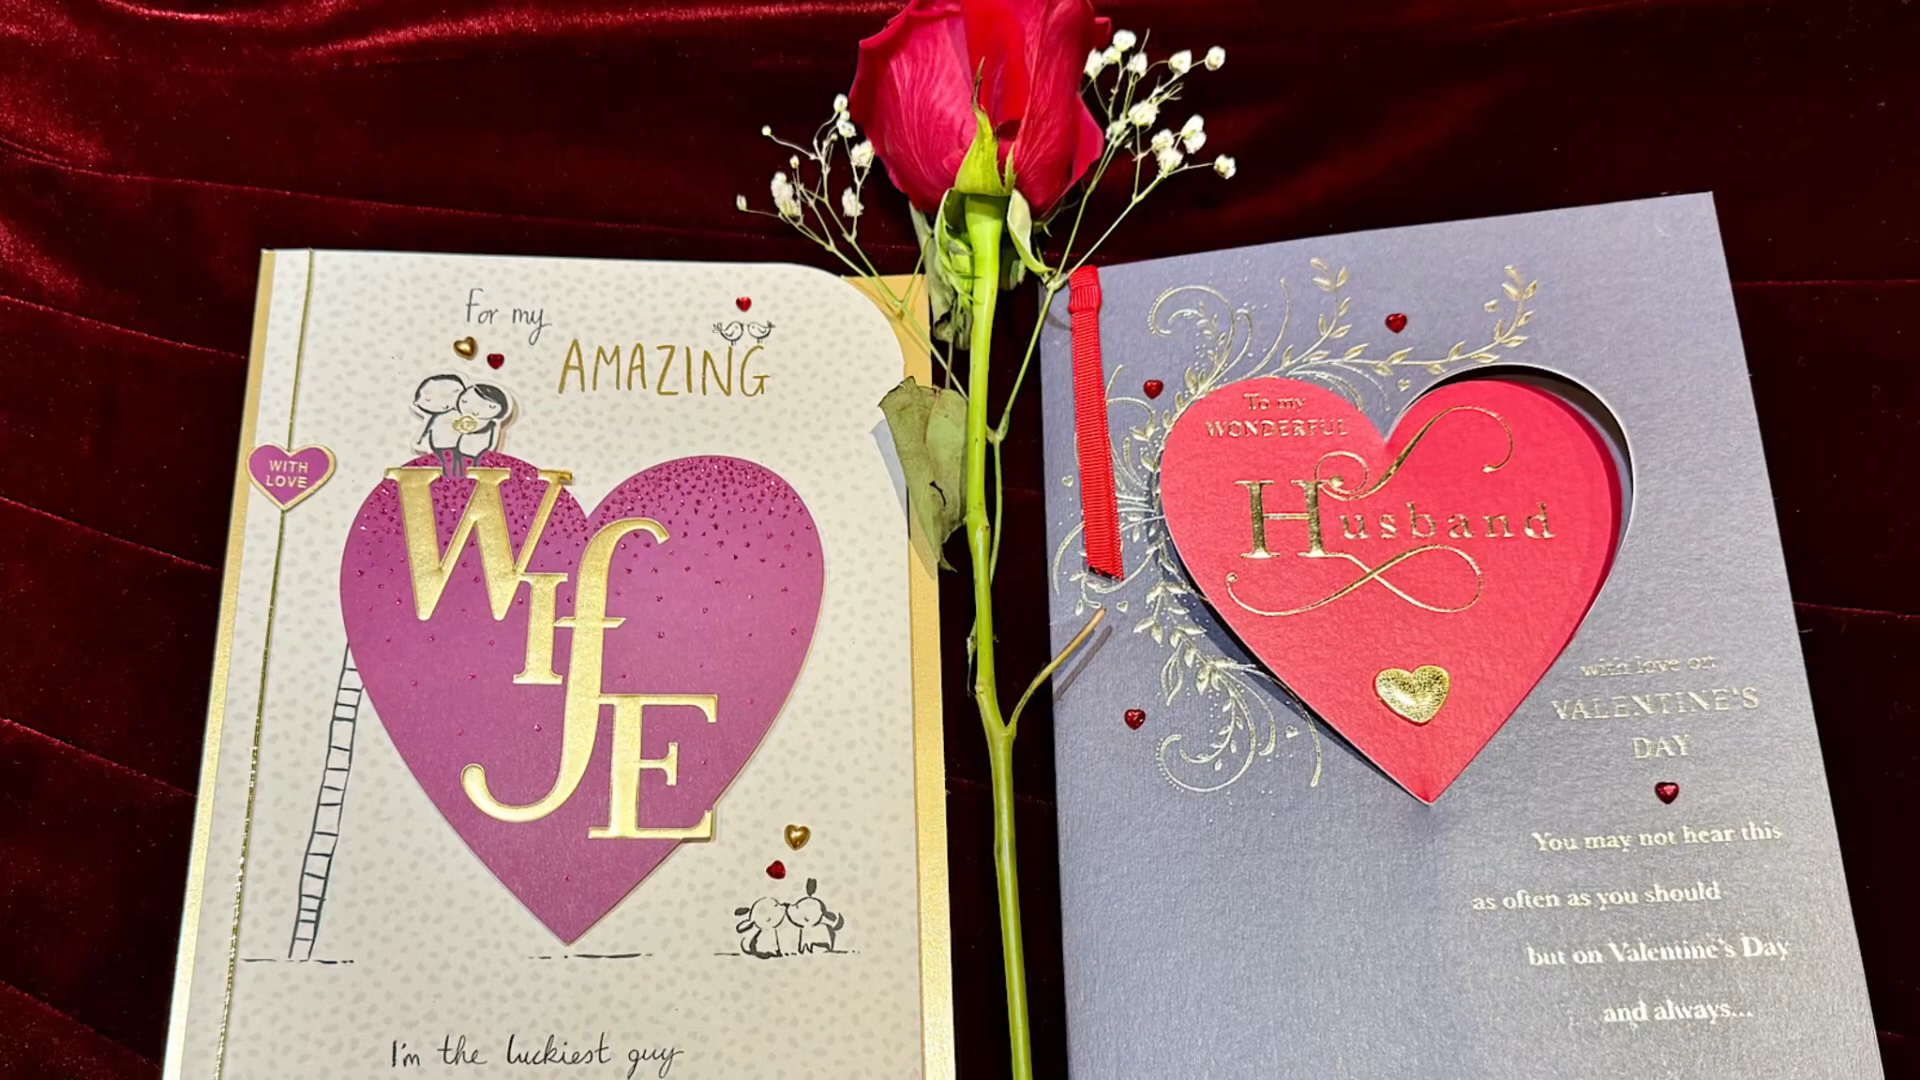 For my
AMAZING
WITH
LOVE
WIfE
I'm the luckiest guy
To my
WONDERFUL
Husband
with love on
VALENTINE'S
DAY
You may not hear this
as often as you should
but on Valentine's Day
and always...